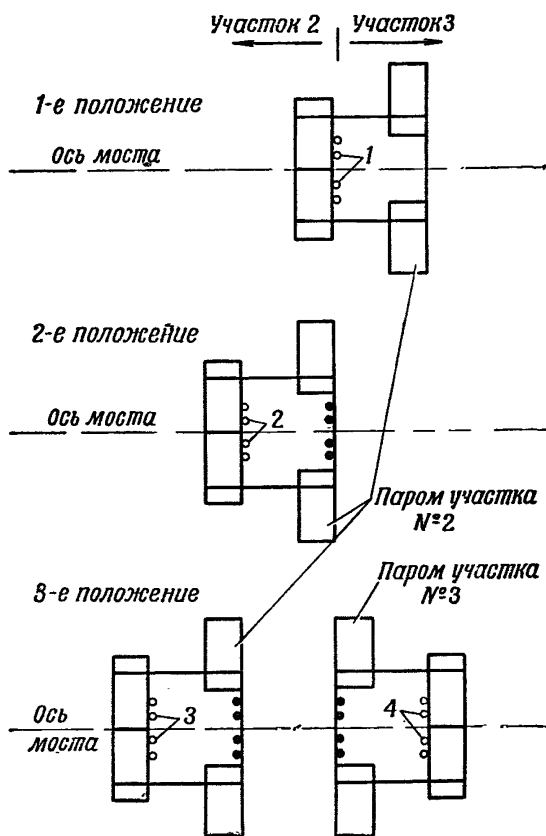 Участок 2 Участок3
1-е положение
Ось моста
1
2-е положение
Ось моста
2
Паром участка
№2
3-е положение
Паром участка
№3
Ось
моста
3
4